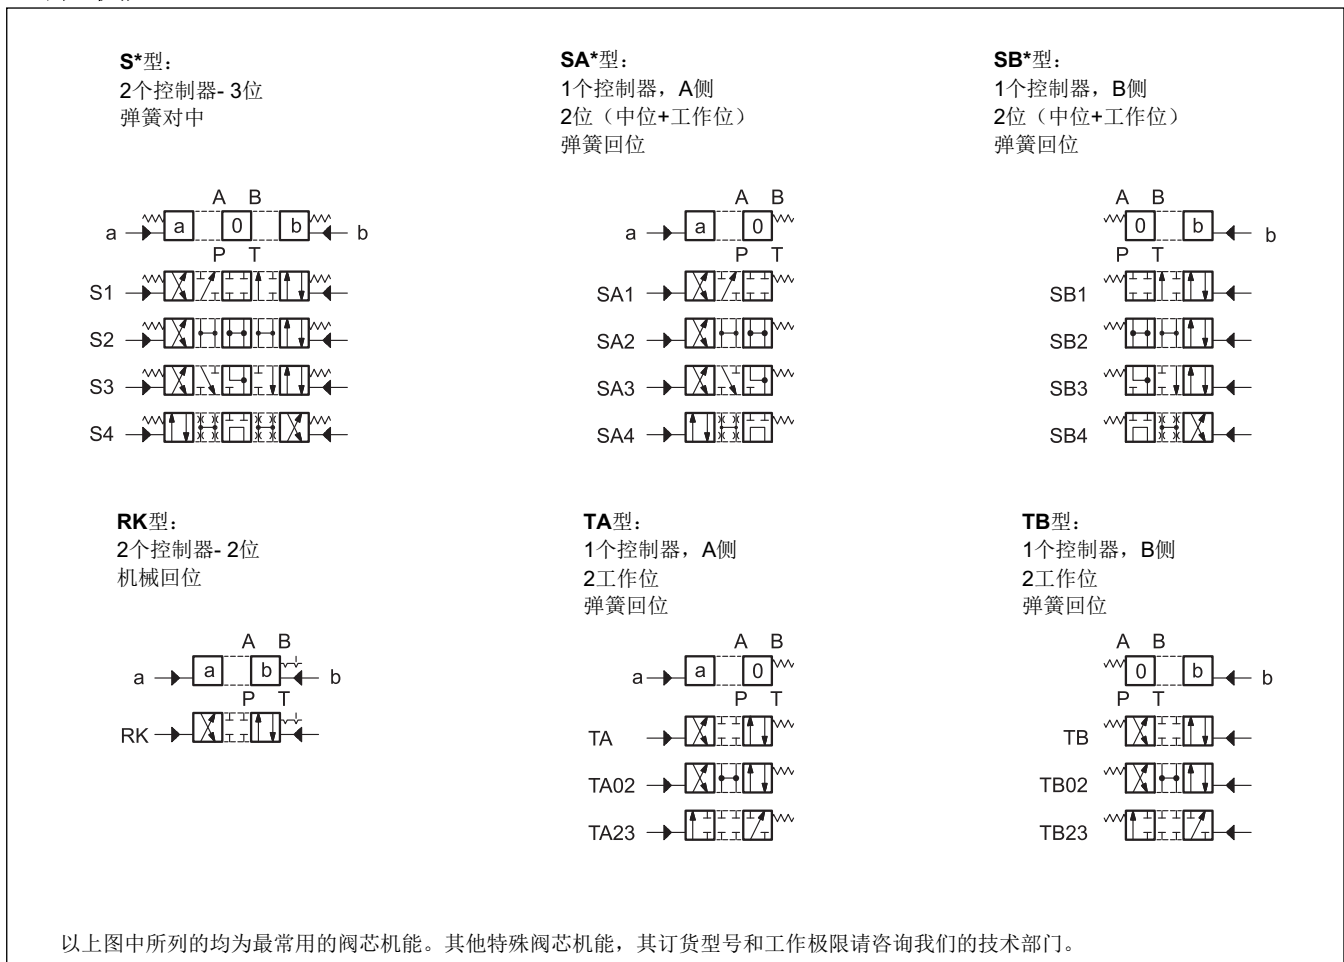 S*型：
2个控制器- 3位
弹簧对中
SA*型：
1个控制器，A侧
2位（中位+工作位）
弹簧回位
SB*型：
1个控制器，B侧
2位（中位+工作位）
弹簧回位
A B
a a 0 b b
P T
S1
S2
S3
S4
A B
a a 0
P T
SA1
SA2
SA3
SA4
A B
0 b b
P T
SB1
SB2
SB3
SB4
RK型：
2个控制器- 2位
机械回位
TA型：
1个控制器，A侧
2工作位
弹簧回位
TB型：
1个控制器，B侧
2工作位
弹簧回位
A B
a a b b
P T
RK
A B
a a 0
P T
TA
TA02
TA23
A B
0 b b
P T
TB
TB02
TB23
以上图中所列的均为最常用的阀芯机能。其他特殊阀芯机能，其订货型号和工作极限请咨询我们的技术部门。